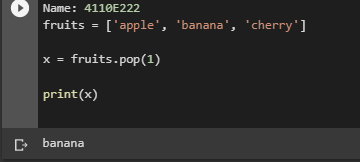 Name: 4110E222
fruits = ['apple', 'banana', 'cherry']
x = fruits.pop(1)
print(x)
banana